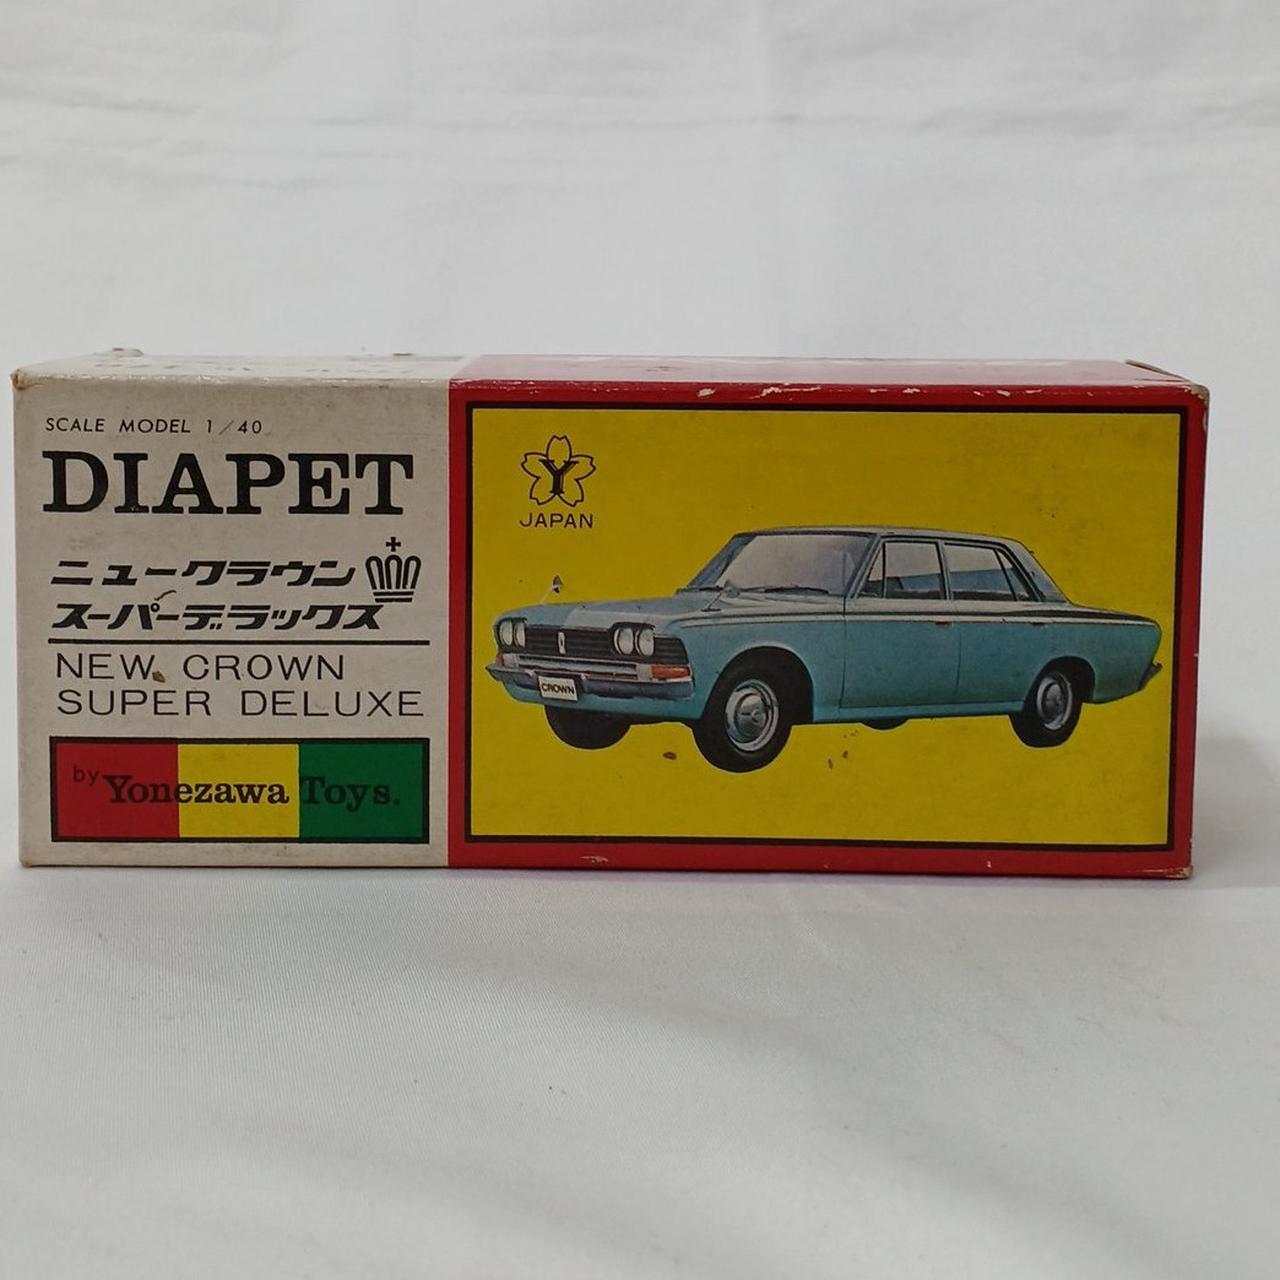 SCALE MODEL 1/40
DIAPET
ニュークラウン
スーパーデラックス
NEW CROWN
SUPER DELUXE
by Yonezawa Toys.
Y
JAPAN
CROWN